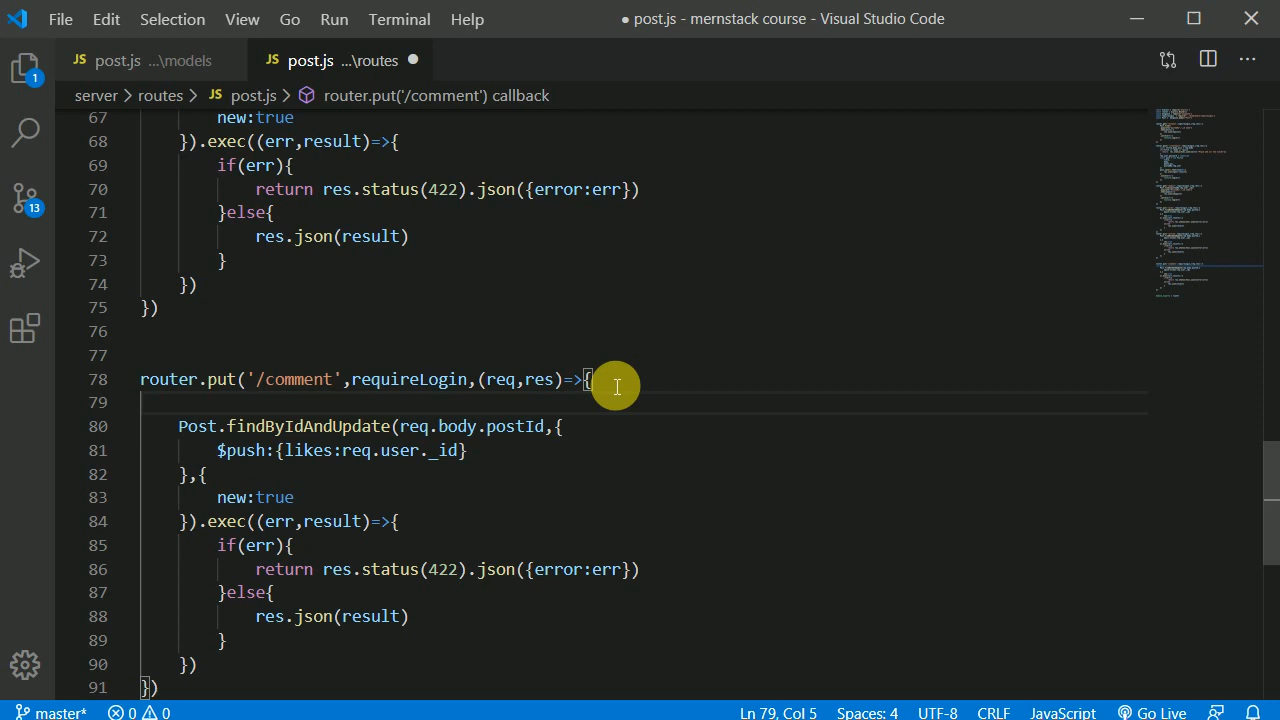 File Edit Selection View Go Run Terminal Help ● post.js - mernstack course - Visual Studio Code
JS post.js ...\models JS post.js ...\routes
server > routes > JS post.js > router.put('/comment') callback
67 new:true
68 }).exec((err,result)=>{
69 if(err){
70 return res.status(422).json({error:err})
71 }else{
72 res.json(result)
73 }
74 })
75 })
76
77
78 router.put('/comment',requireLogin,(req,res)=>{
79
80 Post.findByIdAndUpdate(req.body.postId,{
81 $push:{likes:req.user._id}
82 },{
83 new:true
84 }).exec((err,result)=>{
85 if(err){
86 return res.status(422).json({error:err})
87 }else{
88 res.json(result)
89 }
90 })
91 })
1
13
master* 0 0 Ln 79, Col 5 Spaces: 4 UTF-8 CRLF JavaScript Go Live